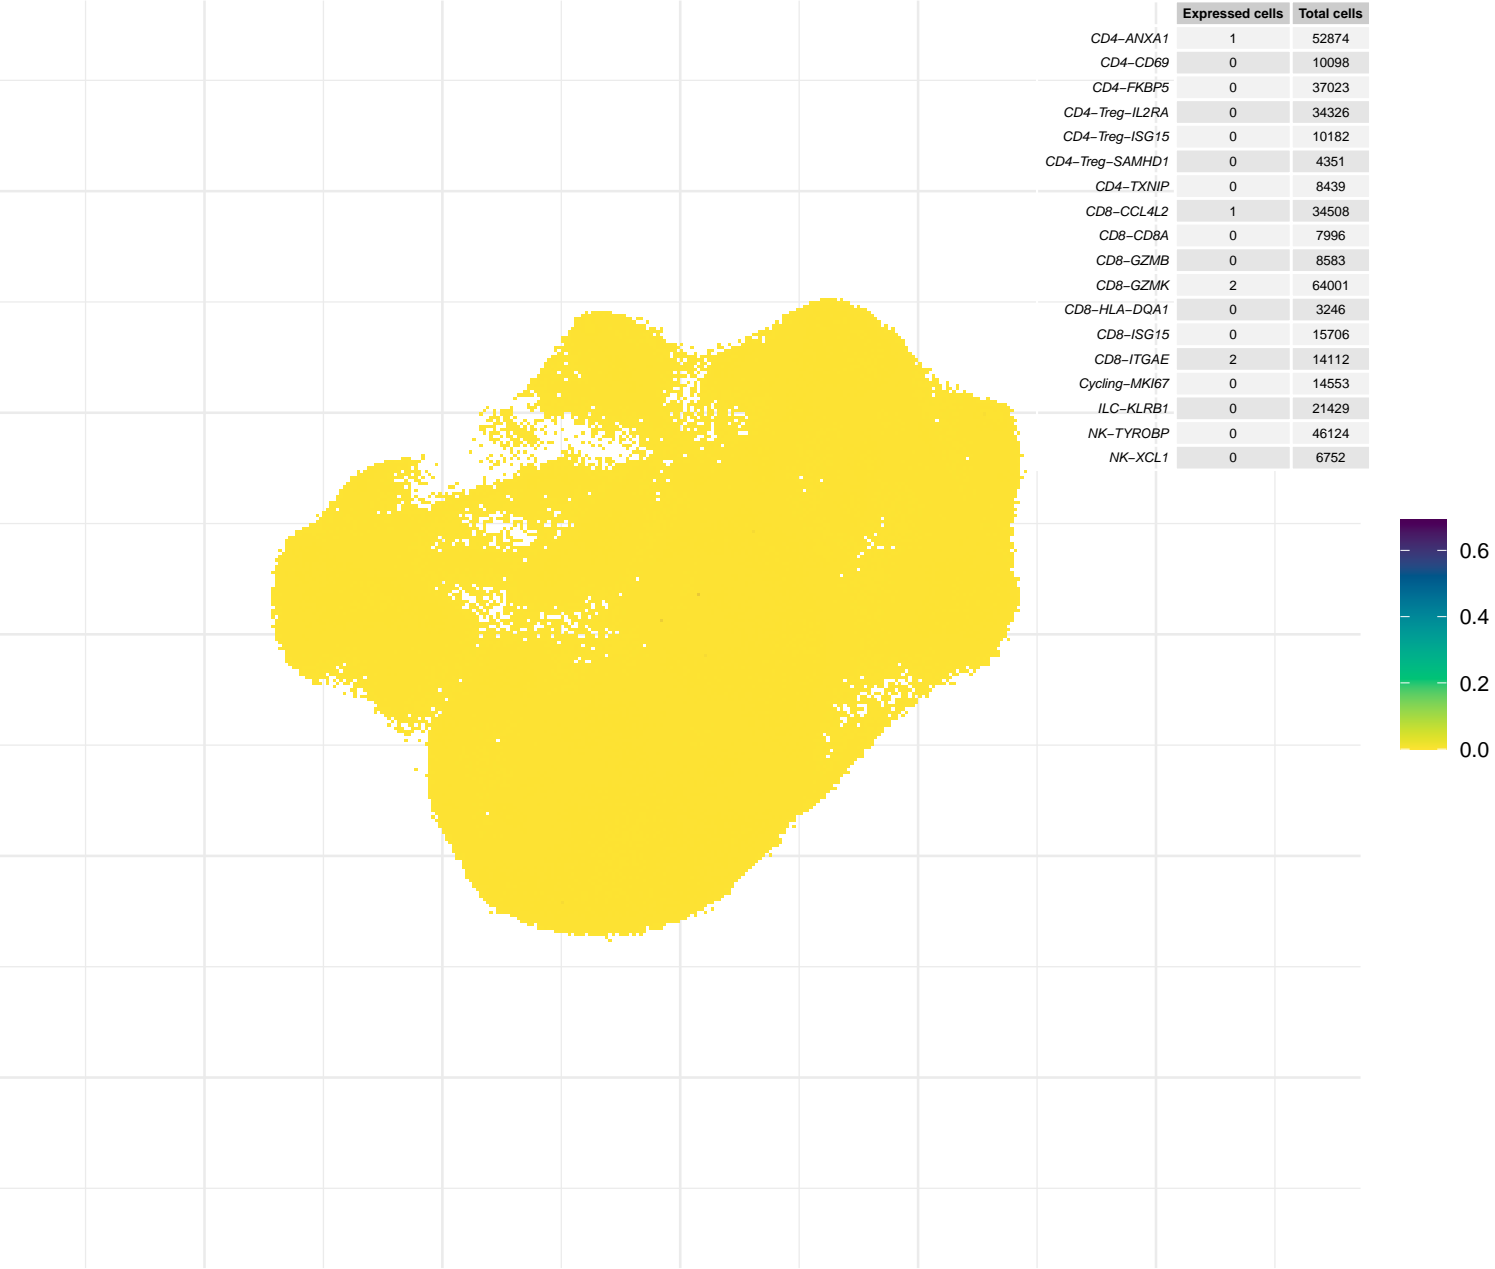 Expressed cells Total cells
CD4−ANXA1 1 52874
CD4−CD69 0 10098
CD4−FKBP5 0 37023
CD4−Treg−IL2RA 0 34326
CD4−Treg−ISG15 0 10182
CD4−Treg−SAMHD1 0 4351
CD4−TXNIP 0 8439
CD8−CCL4L2 1 34508
CD8−CD8A 0 7996
CD8−GZMB 0 8583
CD8−GZMK 2 64001
CD8−HLA−DQA1 0 3246
CD8−ISG15 0 15706
CD8−ITGAE 2 14112
Cycling−MKI67 0 14553
ILC−KLRB1 0 21429
NK−TYROBP 0 46124
NK−XCL1 0 6752
0.6
0.4
0.2
0.0